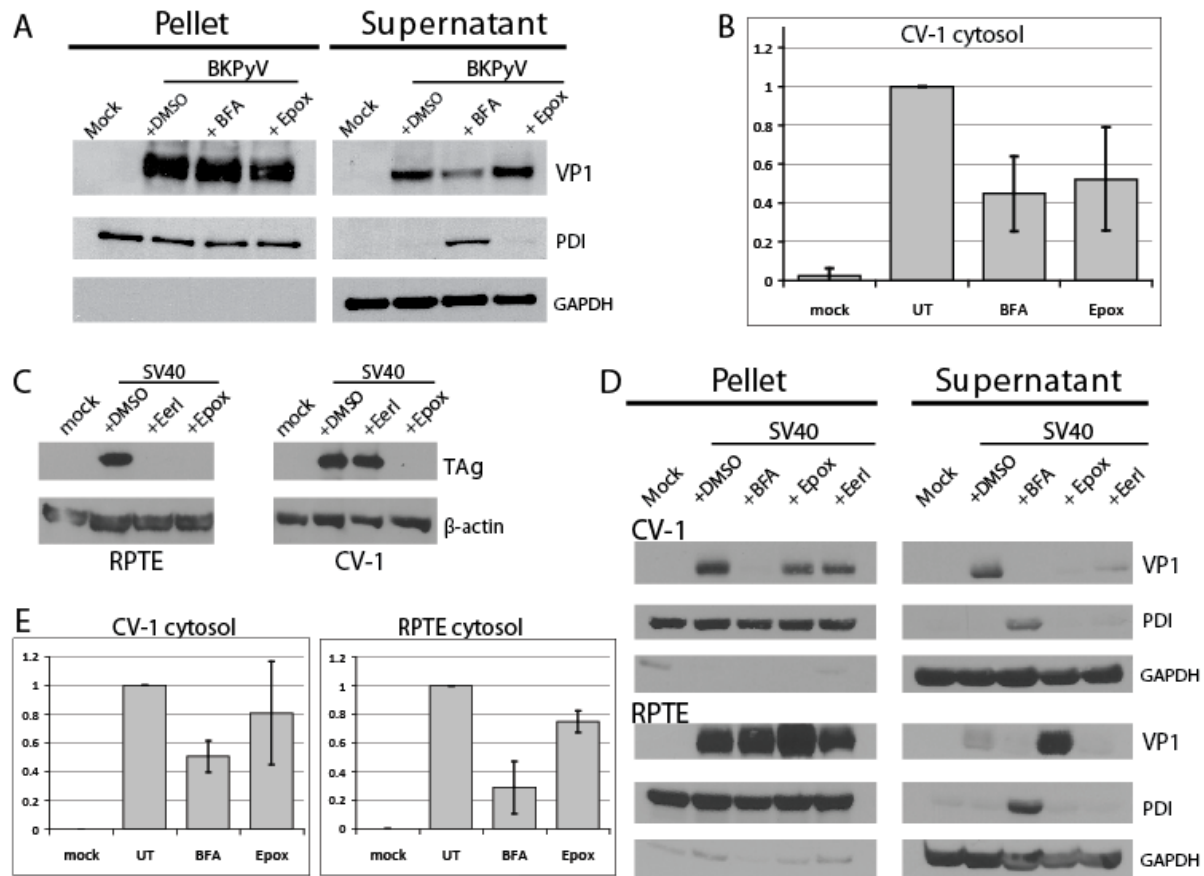 A
Pellet
Supernatant
BKPyV
BKPyV
Mock
+DMSO
+ BFA
+ Epox
Mock
+DMSO
+ BFA
+ Epox
VP1
PDI
GAPDH
B
CV-1 cytosol
1.2
1
0.8
0.6
0.4
0.2
0
mock
UT
BFA
Epox
C
SV40
SV40
mock
+DMSO
+Eerl
+Epox
mock
+DMSO
+Eerl
+Epox
TAg
β-actin
RPTE
CV-1
D
Pellet
Supernatant
SV40
SV40
Mock
+DMSO
+BFA
+ Epox
+Eerl
Mock
+DMSO
+ BFA
+ Epox
+Eerl
CV-1
VP1
PDI
GAPDH
RPTE
VP1
PDI
GAPDH
E
CV-1 cytosol
1.2
1
0.8
0.6
0.4
0.2
0
mock
UT
BFA
Epox
RPTE cytosol
1.2
1
0.8
0.6
0.4
0.2
0
mock
UT
BFA
Epox